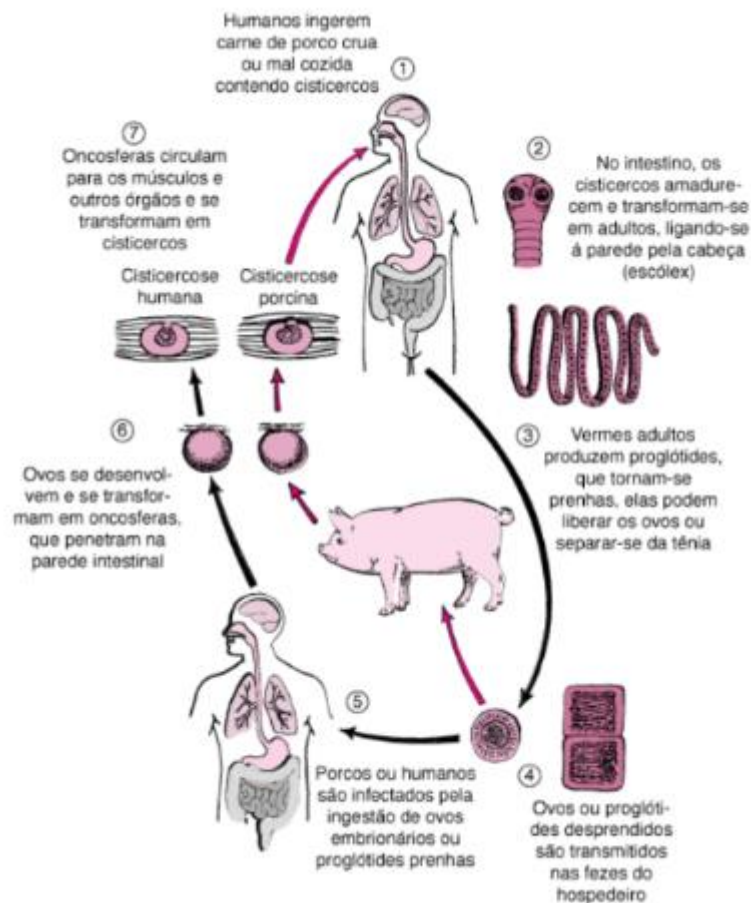 Humanos ingerem
carne de porco crua
ou mal cozida
contendo cisticercos
①
②
No intestino, os
cisticercos amadure-
cem e transformam-se
em adultos, ligando-se
á parede pela cabeça
(escólex)
③
Vermes adultos
produzem proglótides,
que tornam-se
prenhas, elas podem
liberar os ovos ou
separar-se da tênia
④
Ovos ou progló​ti-
des desprendidos
são transmitidos
nas fezes do
hospedeiro
⑤
Porcos ou humanos
são infectados pela
ingestão de ovos
embrionários ou
proglótides prenhas
⑥
Ovos se desenvol-
vem e se transfor-
mam em oncosferas,
que penetram na
parede intestinal
⑦
Oncosferas circulam
para os músculos e
outros órgãos e se
transformam em
cisticercos
Cisticercose
humana
Cisticercose
porcina